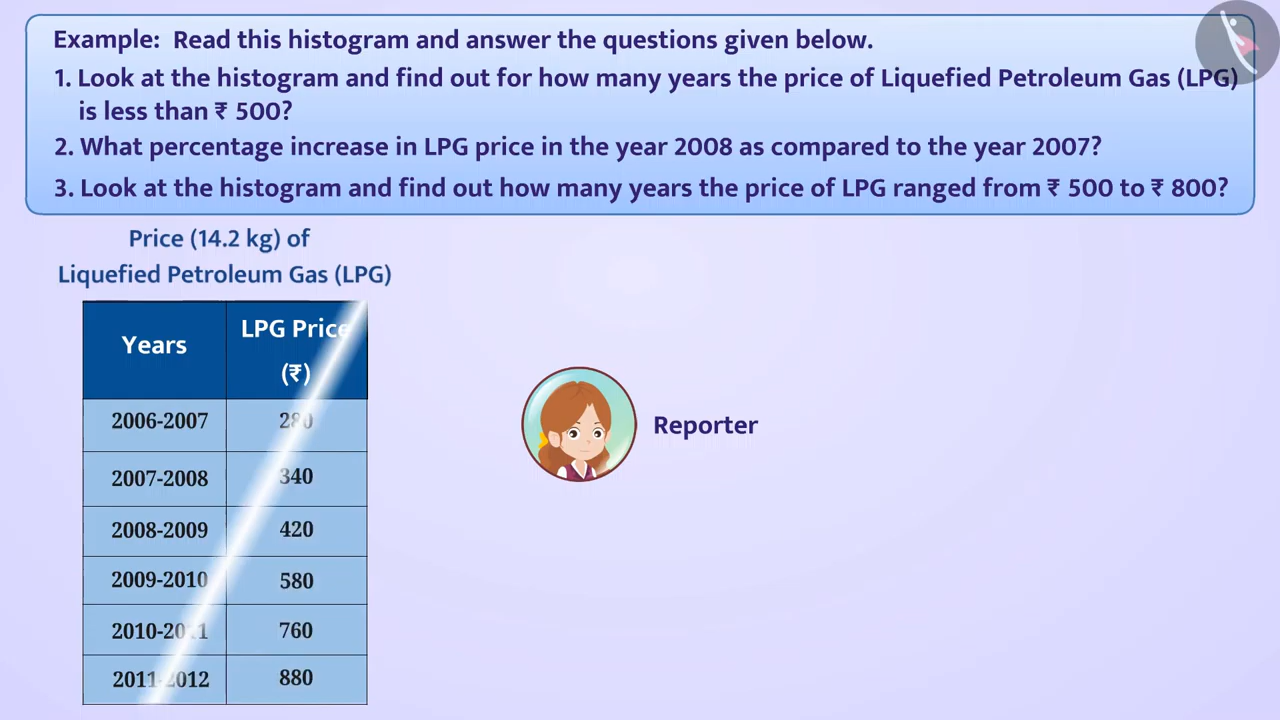 Example: Read this histogram and answer the questions given below.
1. Look at the histogram and find out for how many years the price of Liquefied Petroleum Gas (LPG)
is less than ₹ 500?
2. What percentage increase in LPG price in the year 2008 as compared to the year 2007?
3. Look at the histogram and find out how many years the price of LPG ranged from ₹ 500 to ₹ 800?
Price (14.2 kg) of
Liquefied Petroleum Gas (LPG)
Years LPG Price (₹)
2006-2007 280
2007-2008 340
2008-2009 420
2009-2010 580
2010-2011 760
2011-2012 880
Reporter